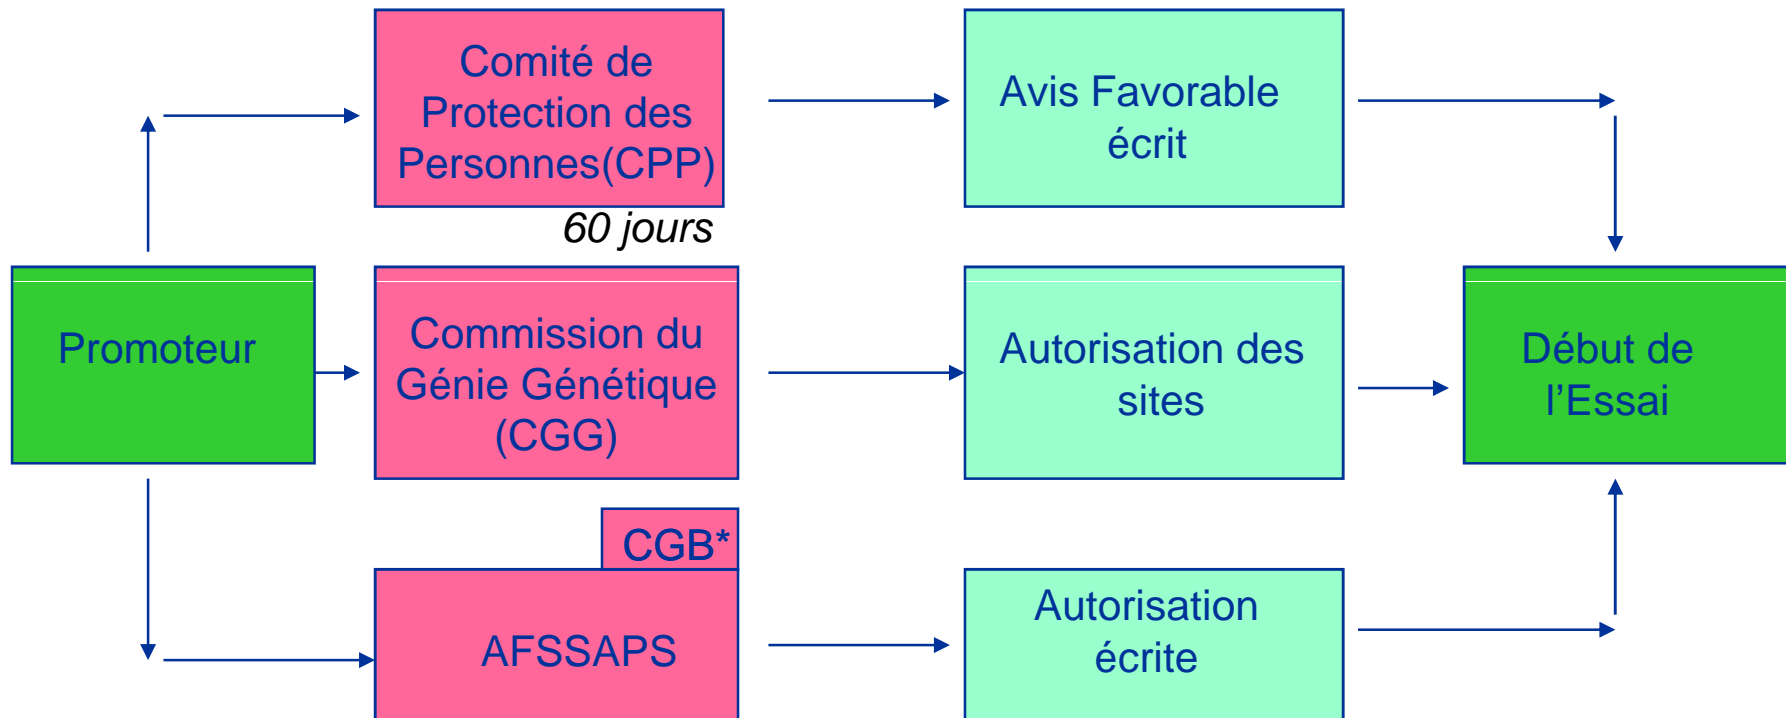 Comité de
Protection des
Personnes(CPP)
Avis Favorable
écrit
60 jours
Promoteur
Commission du
Génie Génétique
(CGG)
Autorisation des
sites
Début de
l’Essai
CGB*
AFSSAPS
Autorisation
écrite